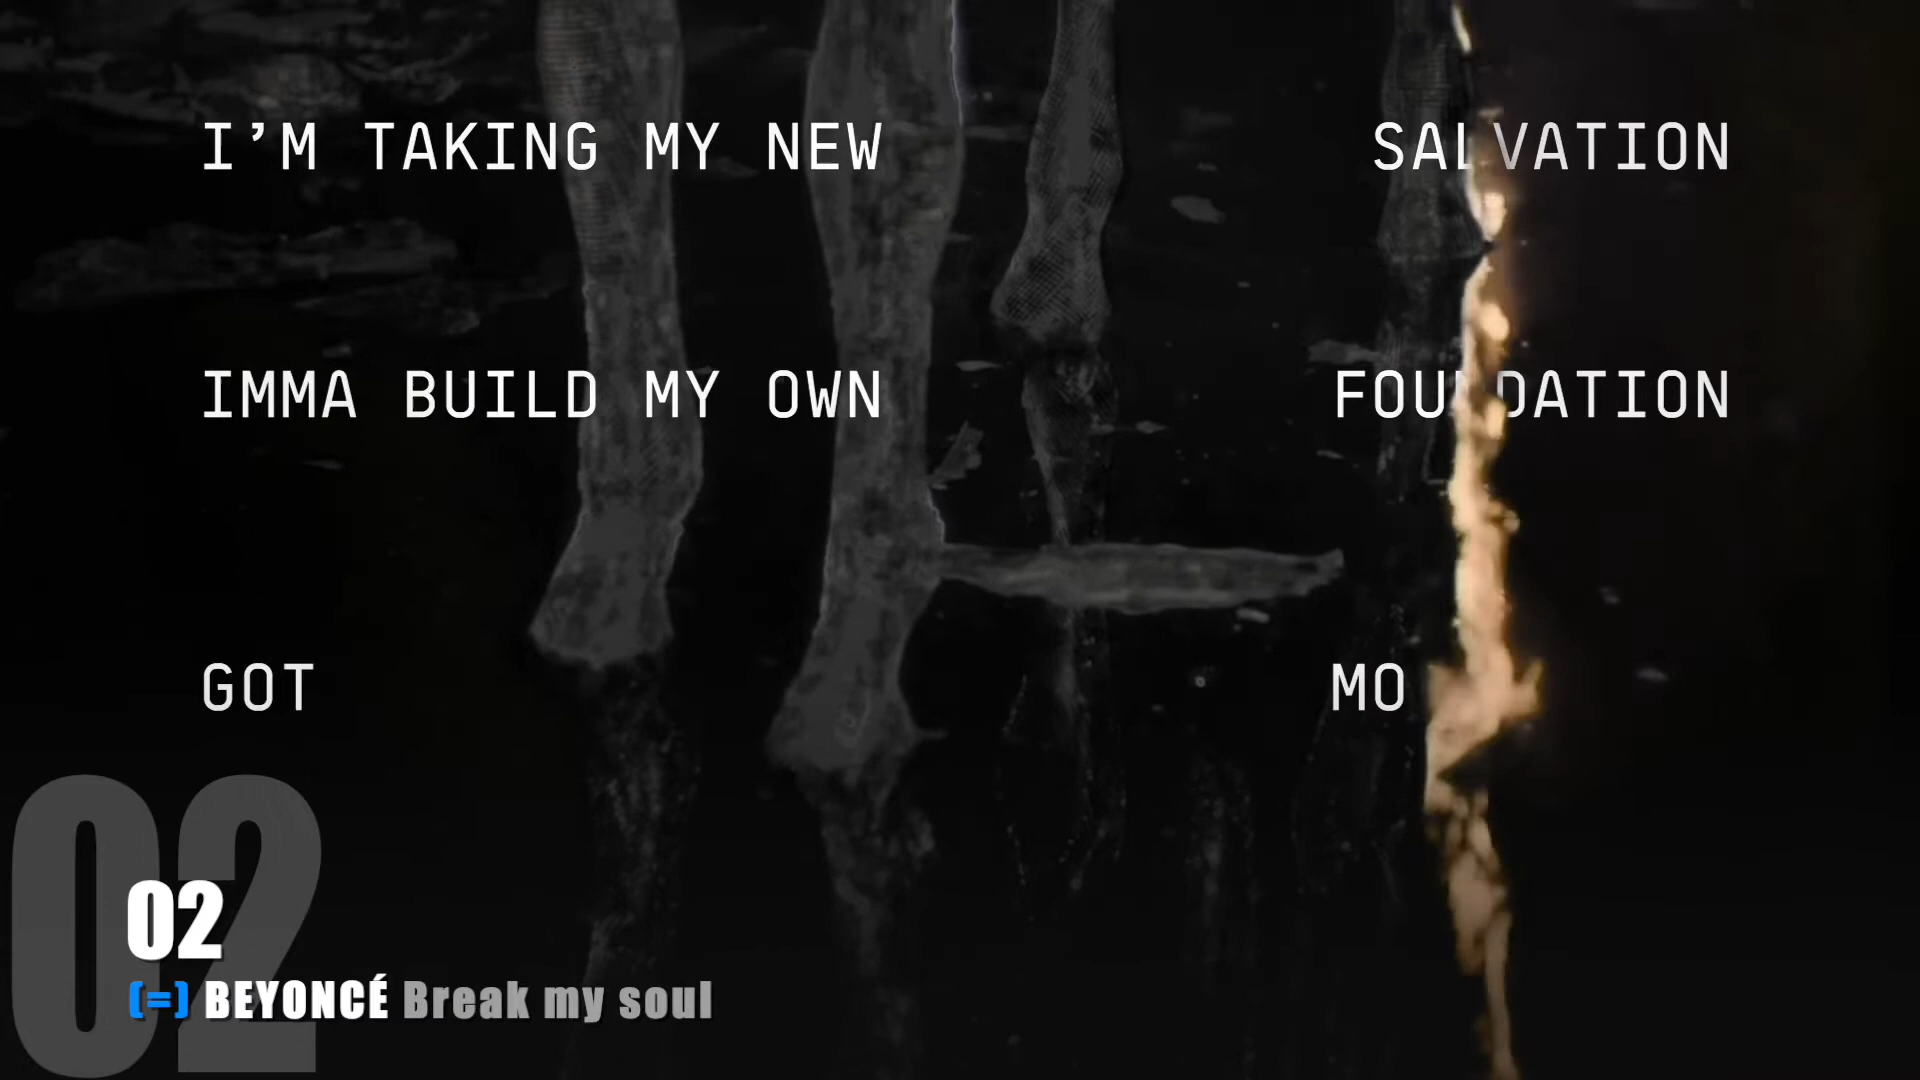 I’M TAKING MY NEW SALVATION
IMMA BUILD MY OWN FOUNDATION
GOT MO
02
02
(=) BEYONCÉ Break my soul